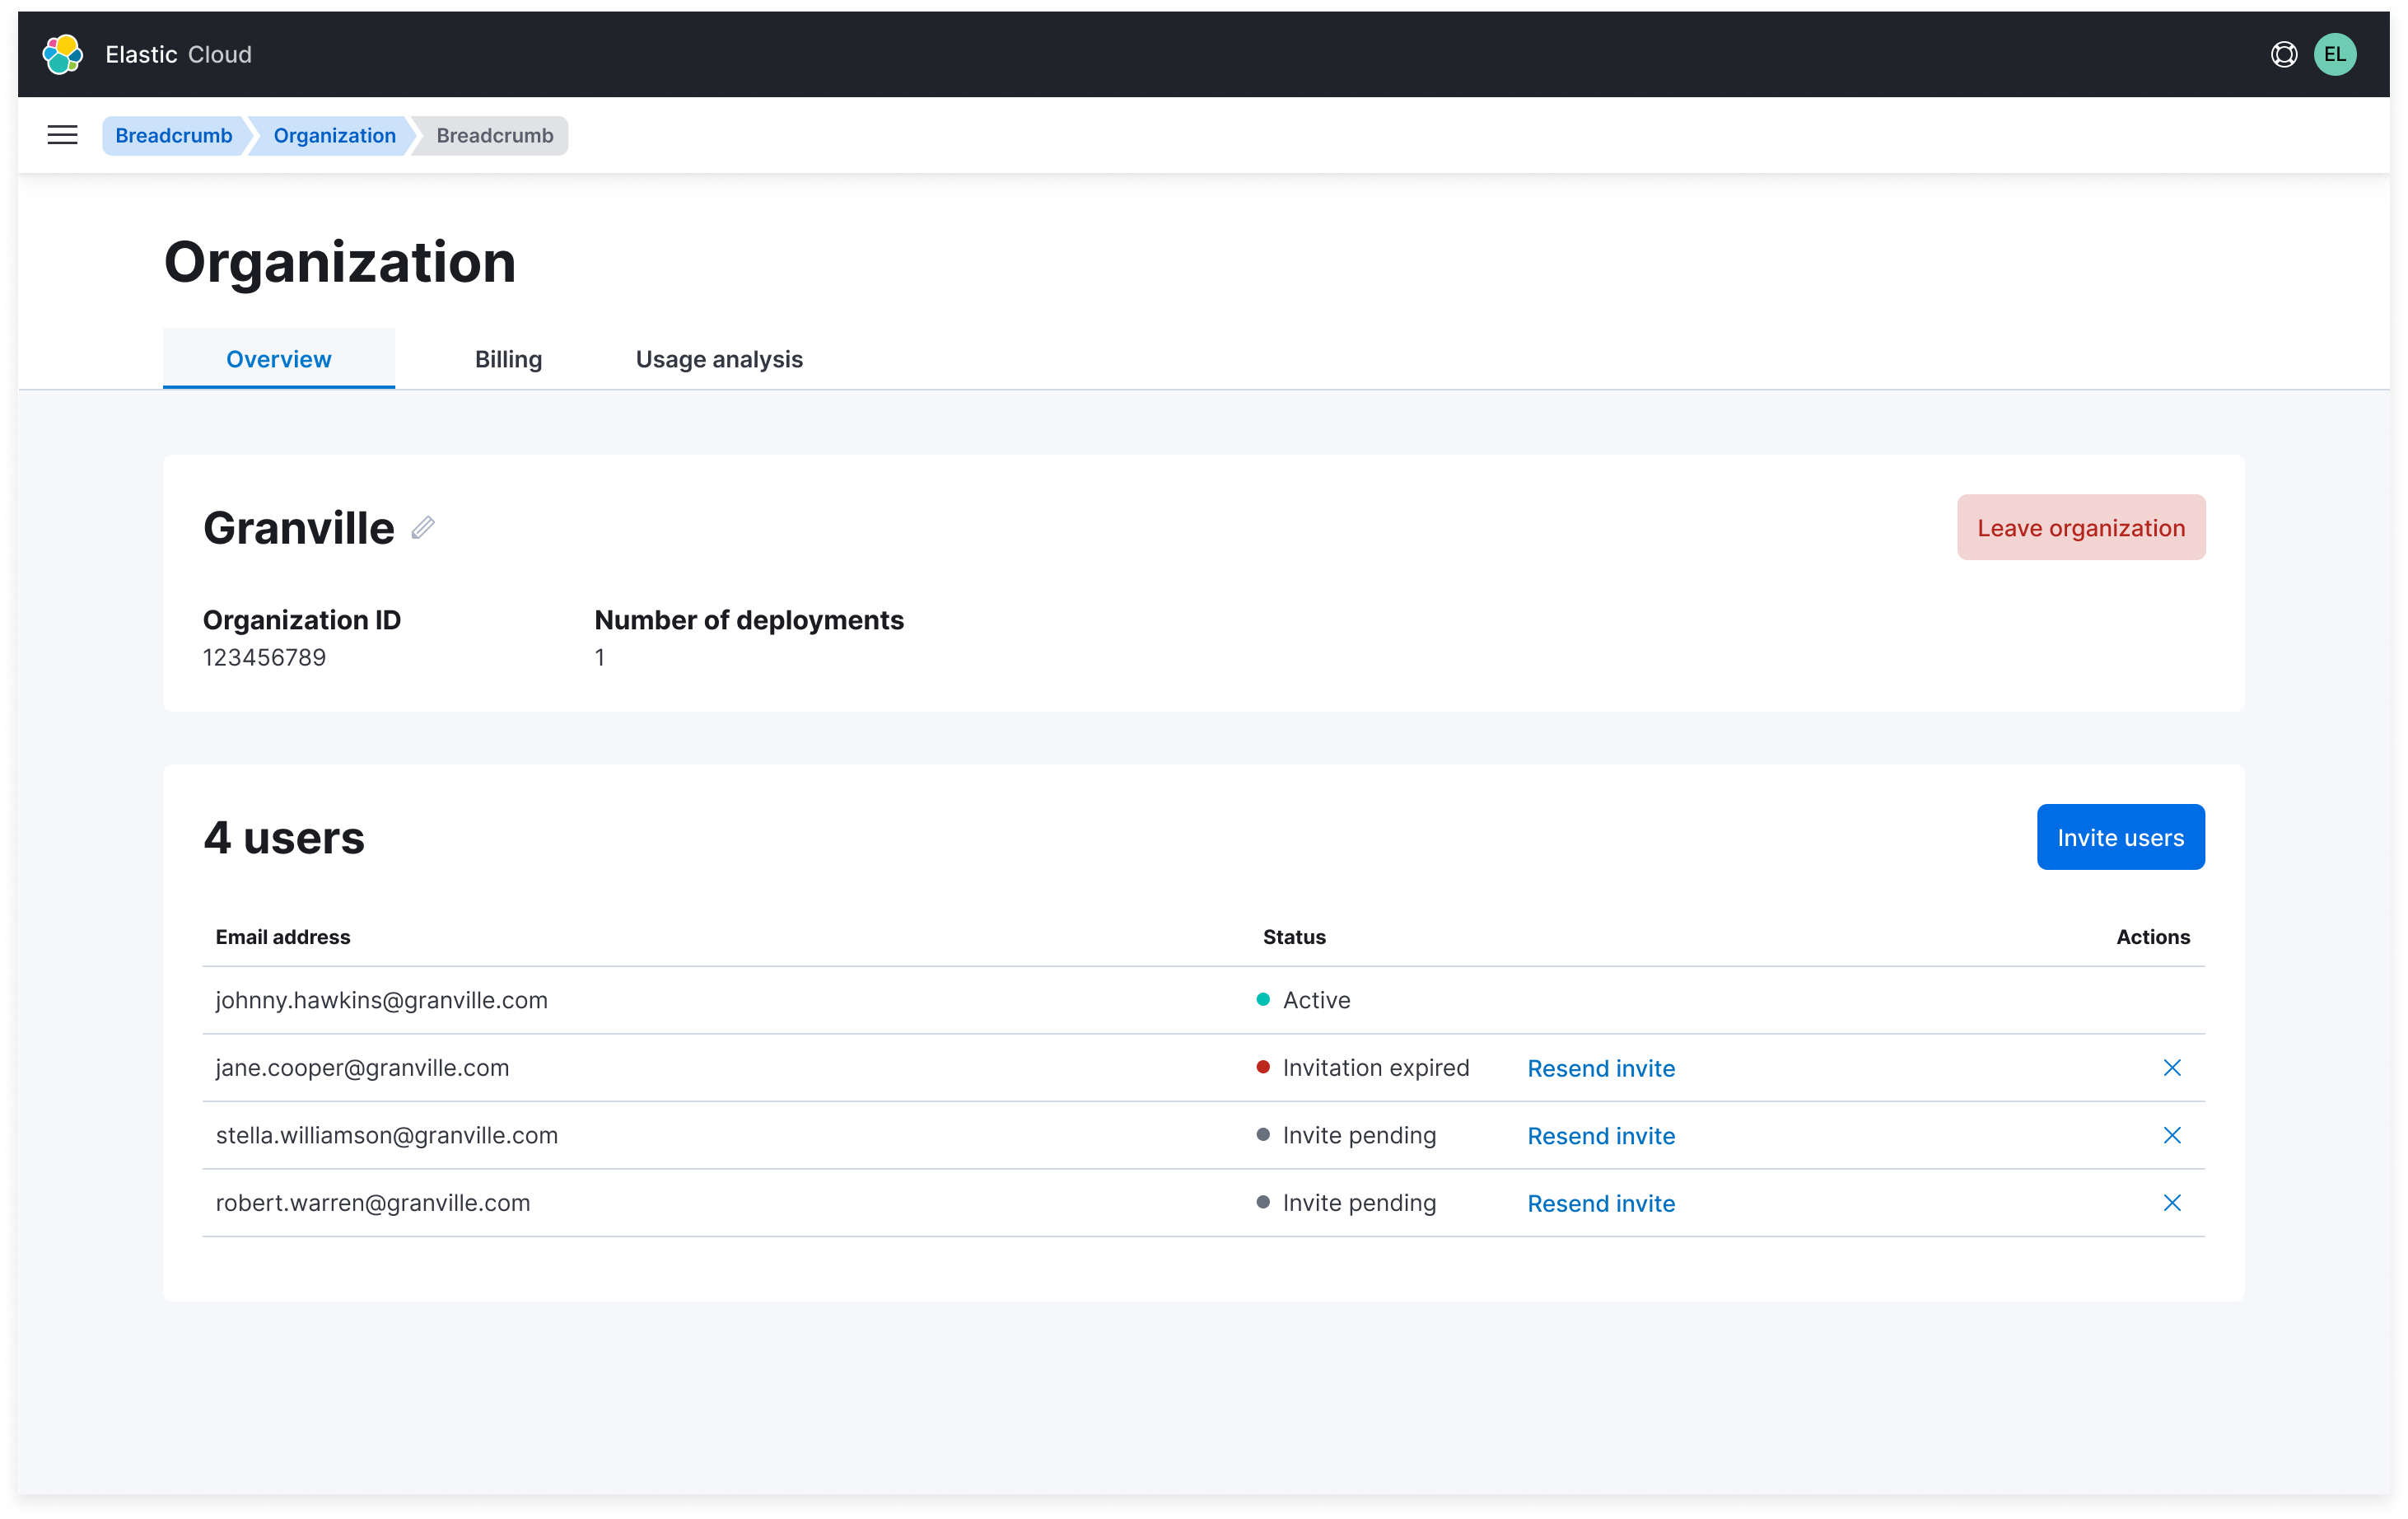 Elastic Cloud
EL
Breadcrumb Organization Breadcrumb
Organization
Overview Billing Usage analysis
Granville
Leave organization
Organization ID Number of deployments
123456789 1
4 users
Invite users
Email address Status Actions
johnny.hawkins@granville.com Active
jane.cooper@granville.com Invitation expired Resend invite
stella.williamson@granville.com Invite pending Resend invite
robert.warren@granville.com Invite pending Resend invite